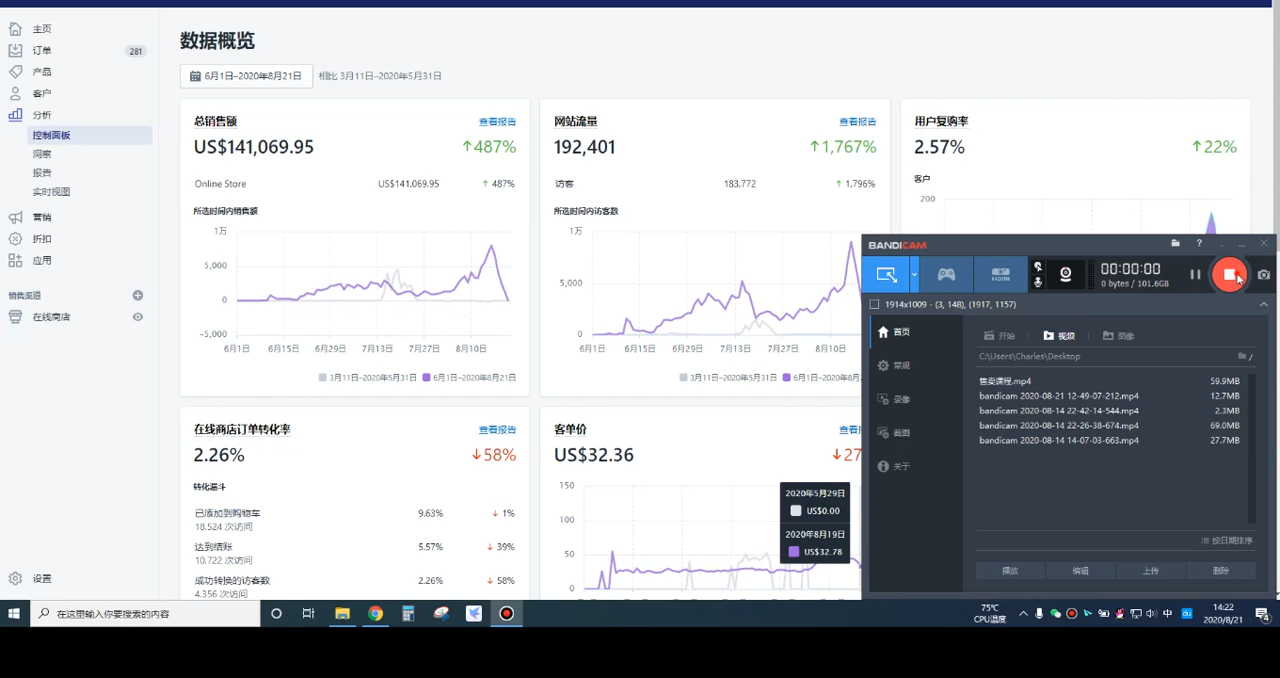 主页
订单
281
产品
客户
分析
控制面板
洞察
报告
实时视图
营销
折扣
应用
销售渠道
在线商店
设置
数据概览
6月1日–2020年8月21日 相比 3月11日–2020年5月31日
总销售额 查看报告
US$141,069.95 ↑487%
Online Store US$141,069.95 ↑ 487%
所选时间内销售额
1万
5,000
0
-5,000
6月1日 6月15日 6月29日 7月13日 7月27日 8月10日
3月11日–2020年5月31日 6月1日–2020年8月21日
网站流量 查看报告
192,401 ↑1,767%
访客 183,772 ↑ 1,796%
所选时间内访客数
1万
5,000
0
6月1日 6月15日 6月29日 7月13日 7月27日 8月10日
3月11日–2020年5月31日 6月1日–2020年8月
用户复购率
2.57% ↑22%
客户
200
在线商店订单转化率 查看报告
2.26% ↓58%
转化漏斗
已添加到购物车 9.63% ↓ 1%
18,524 次访问
达到结账 5.57% ↓ 39%
10,722 次访问
成功转换的访客数 2.26% ↓ 58%
4,356 次访问
客单价 查看报
US$32.36 ↓27
150
100
50
0
2020年5月29日
US$0.00
2020年8月19日
US$32.78
BANDICAM
?
00:00:00
0 bytes / 101.6GB
1914x1009 - (3, 148), (1917, 1157)
首页
常规
录像
截图
关于
开始 视频 图像
C:\Users\Charles\Desktop
售卖课程.mp4 59.9MB
bandicam 2020-08-21 12-49-07-212.mp4 12.7MB
bandicam 2020-08-14 22-42-14-544.mp4 2.3MB
bandicam 2020-08-14 22-26-38-674.mp4 69.0MB
bandicam 2020-08-14 14-07-03-663.mp4 27.7MB
按日期排序
播放 编辑 上传 删除
在这里输入你要搜索的内容
75℃
CPU温度
中
du
14:22
2020/8/21
4